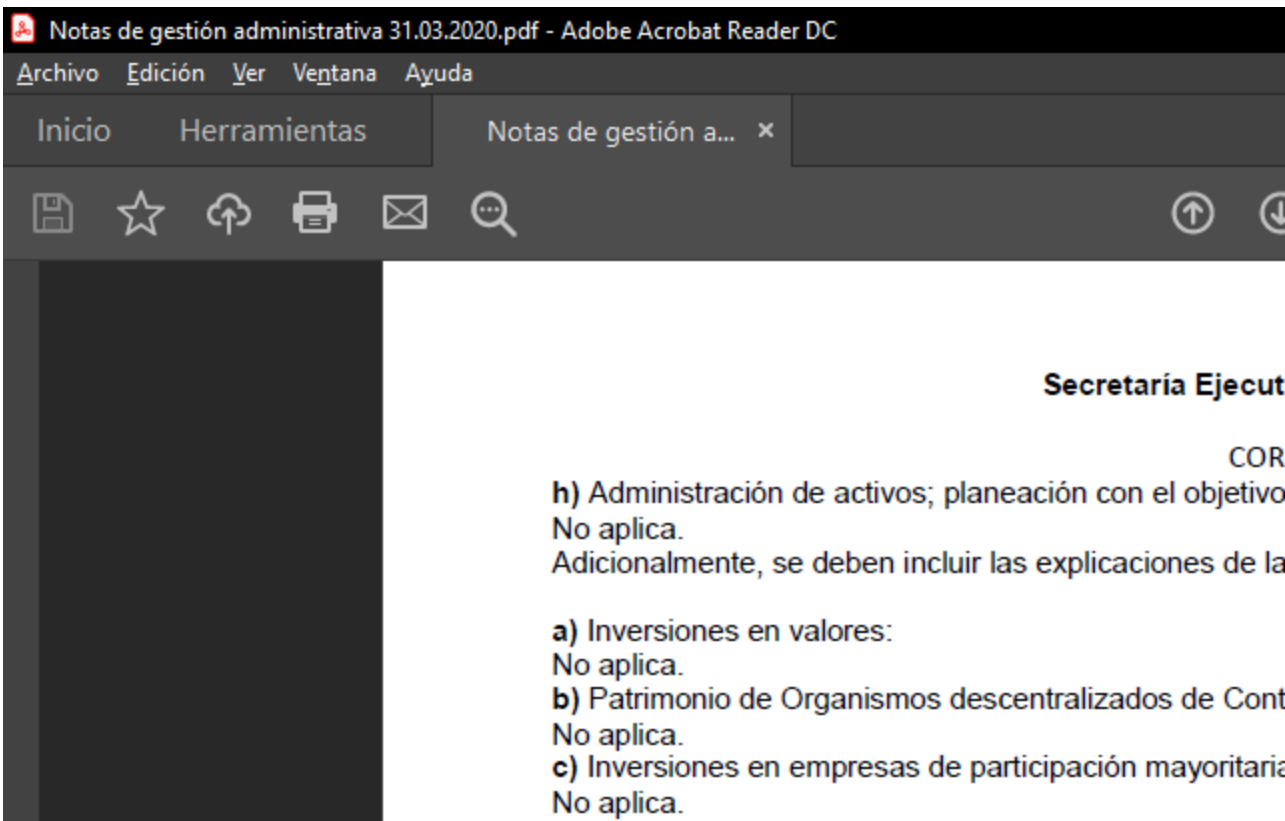 Notas de gestión administrativa 31.03.2020.pdf - Adobe Acrobat Reader DC
Archivo Edición Ver Ventana Ayuda
Inicio Herramientas Notas de gestión a... ×
Secretaría Ejecut
COR
h) Administración de activos; planeación con el objetivo
No aplica.
Adicionalmente, se deben incluir las explicaciones de la
a) Inversiones en valores:
No aplica.
b) Patrimonio de Organismos descentralizados de Cont
No aplica.
c) Inversiones en empresas de participación mayoritaria
No aplica.